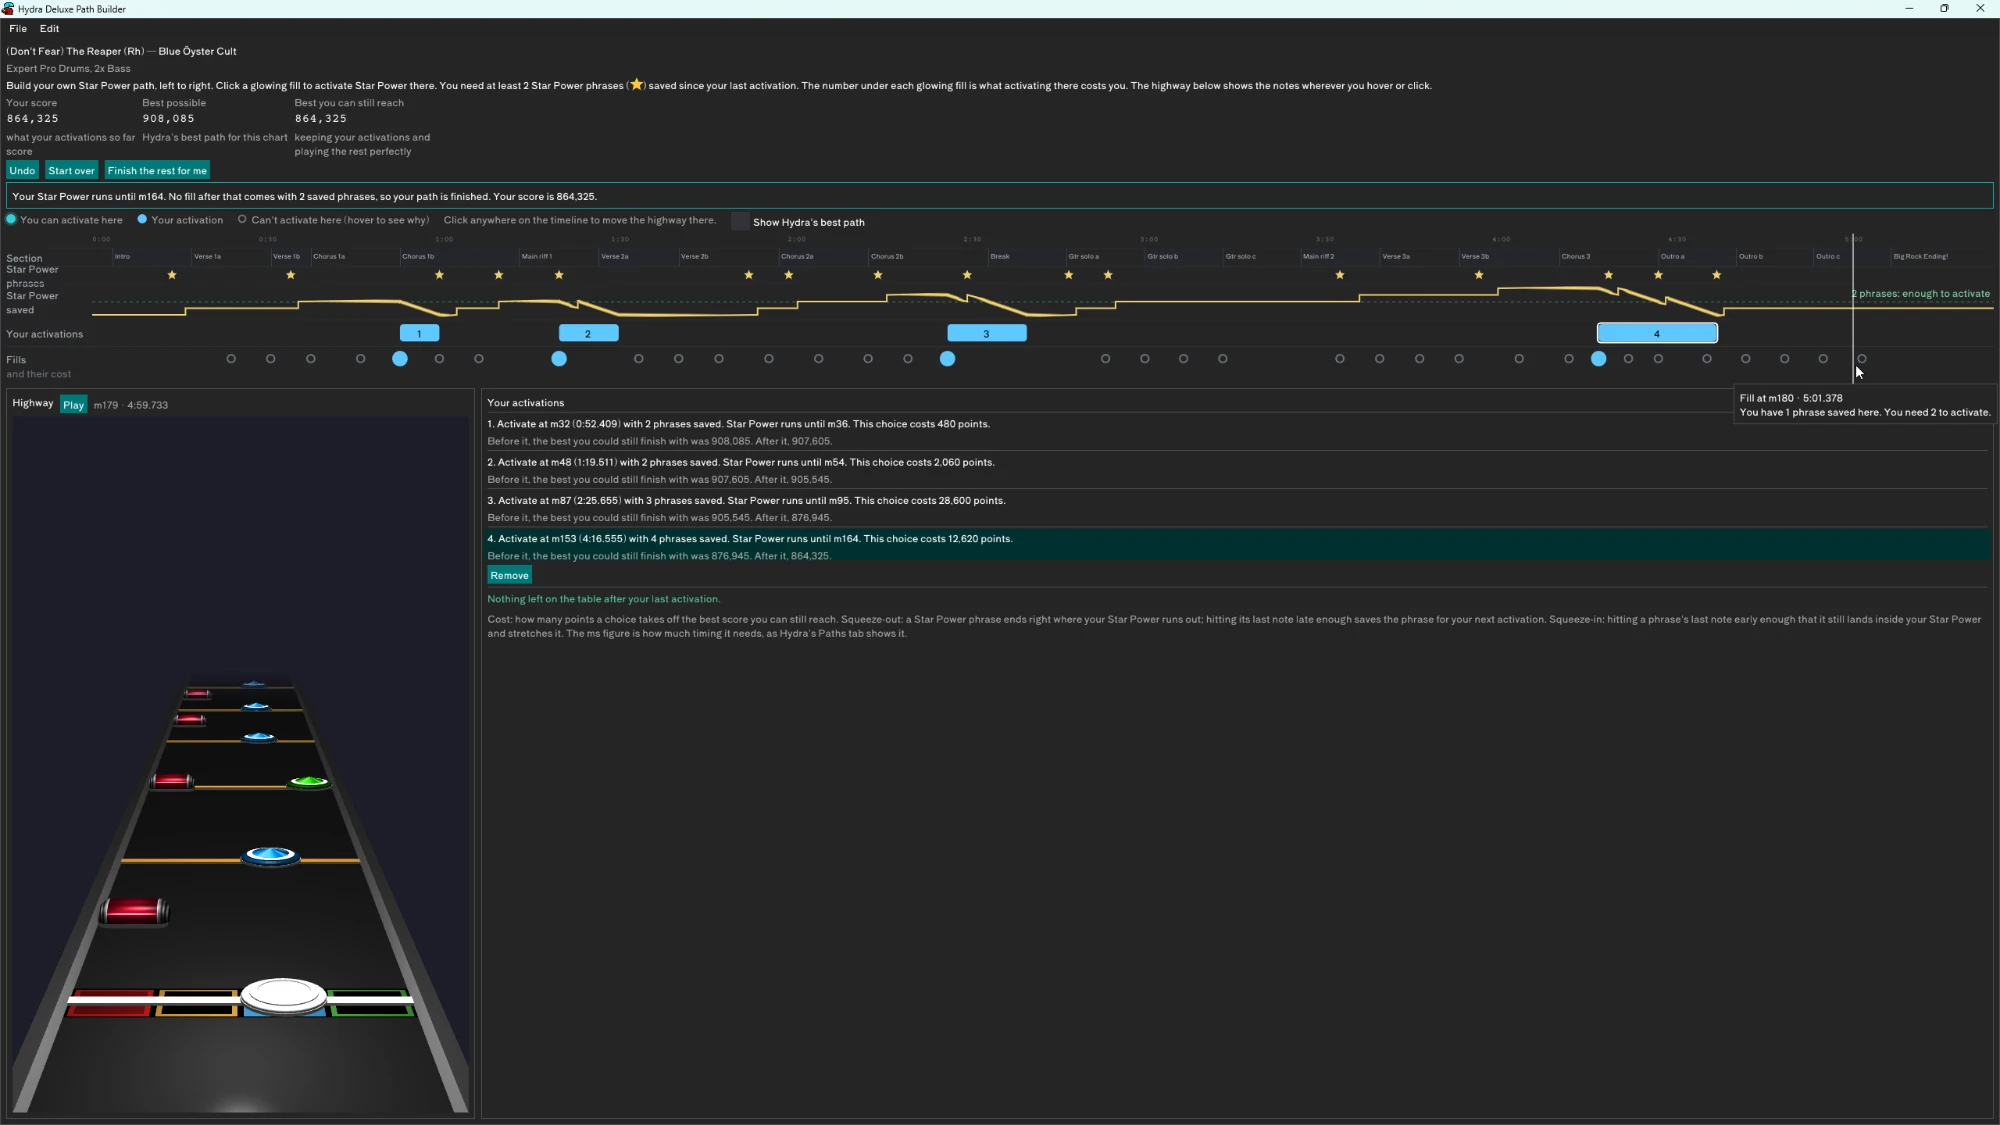 Hydra Deluxe Path Builder
File Edit
(Don't Fear) The Reaper (Rh) — Blue Öyster Cult
Expert Pro Drums, 2x Bass
Build your own Star Power path, left to right. Click a glowing fill to activate Star Power there. You need at least 2 Star Power phrases (⭐) saved since your last activation. The number under each glowing fill is what activating there costs you. The highway below shows the notes wherever you hover or click.
Your score Best possible Best you can still reach
864,325 908,085 864,325
what your activations so far Hydra's best path for this chart keeping your activations and
score playing the rest perfectly
Undo Start over Finish the rest for me
Your Star Power runs until m164. No fill after that comes with 2 saved phrases, so your path is finished. Your score is 864,325.
You can activate here Your activation Can't activate here (hover to see why) Click anywhere on the timeline to move the highway there. Show Hydra's best path
0:00 0:30 1:00 1:30 2:00 2:30 3:00 3:30 4:00 4:30 5:00
Section Intro Verse 1a Verse 1b Chorus 1a Chorus 1b Main riff 1 Verse 2a Verse 2b Chorus 2a Chorus 2b Break Gtr solo a Gtr solo b Gtr solo c Main riff 2 Verse 3a Verse 3b Chorus 3 Outro a Outro b Outro c Big Rock Ending!
Star Power
phrases
Star Power
saved
2 phrases: enough to activate
Your activations 1 2 3 4
Fills
and their cost
Highway Play m179 · 4:59.733
Fill at m180 · 5:01.378
You have 1 phrase saved here. You need 2 to activate.
Your activations
1. Activate at m32 (0:52.409) with 2 phrases saved. Star Power runs until m36. This choice costs 480 points.
Before it, the best you could still finish with was 908,085. After it, 907,605.
2. Activate at m48 (1:19.511) with 2 phrases saved. Star Power runs until m54. This choice costs 2,060 points.
Before it, the best you could still finish with was 907,605. After it, 905,545.
3. Activate at m87 (2:25.655) with 3 phrases saved. Star Power runs until m95. This choice costs 28,600 points.
Before it, the best you could still finish with was 905,545. After it, 876,945.
4. Activate at m153 (4:16.555) with 4 phrases saved. Star Power runs until m164. This choice costs 12,620 points.
Before it, the best you could still finish with was 876,945. After it, 864,325.
Remove
Nothing left on the table after your last activation.
Cost: how many points a choice takes off the best score you can still reach. Squeeze-out: a Star Power phrase ends right where your Star Power runs out; hitting its last note late enough saves the phrase for your next activation. Squeeze-in: hitting a phrase's last note early enough that it still lands inside your Star Power
and stretches it. The ms figure is how much timing it needs, as Hydra's Paths tab shows it.